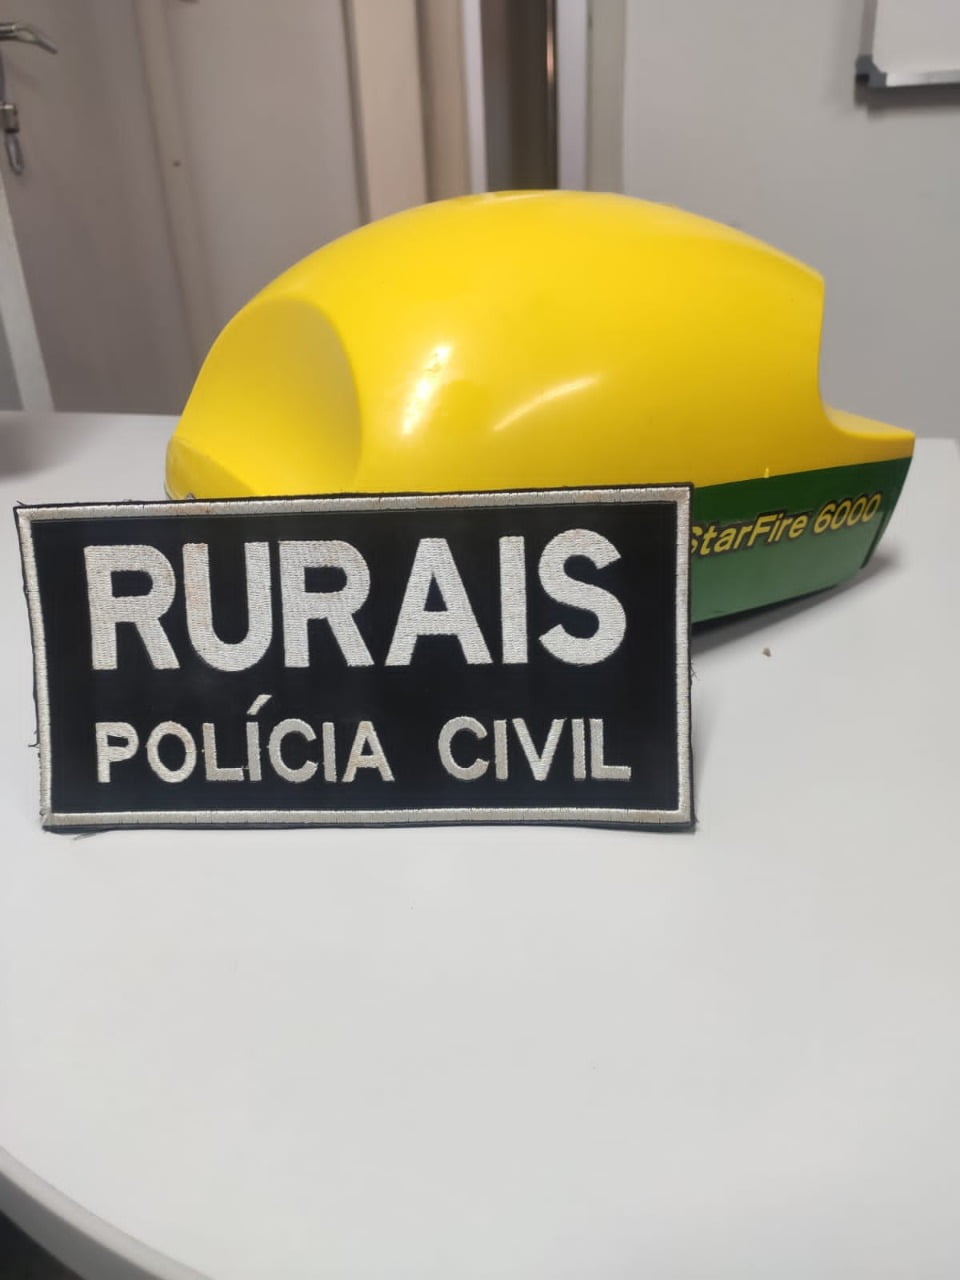 StarFire 6000
RURAIS
POLÍCIA CIVIL